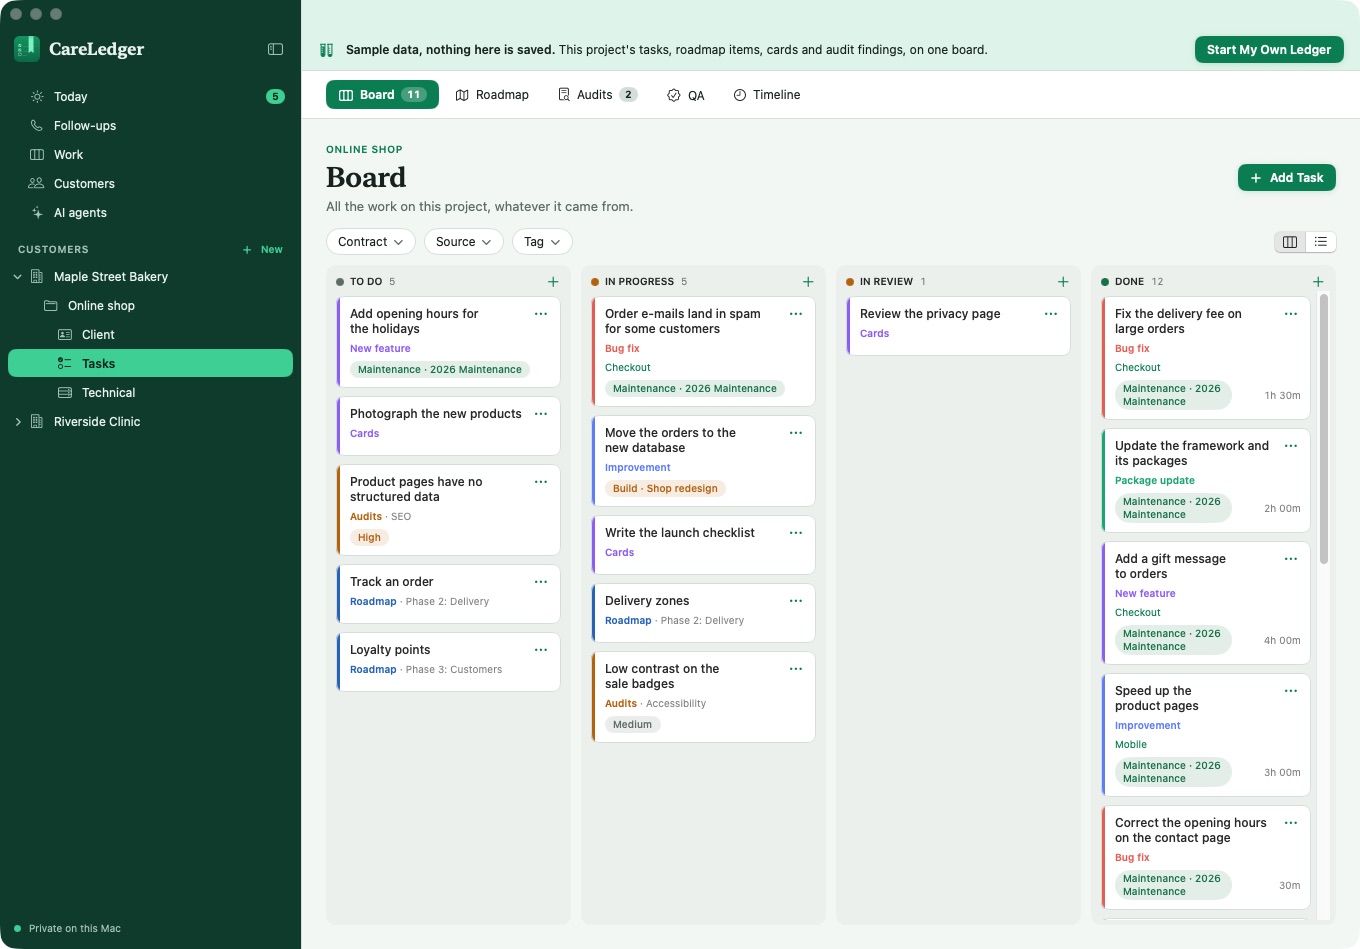 CareLedger
Today 5
Follow-ups
Work
Customers
AI agents
CUSTOMERS + New
Maple Street Bakery
Online shop
Client
Tasks
Technical
Riverside Clinic
Private on this Mac
Sample data, nothing here is saved. This project's tasks, roadmap items, cards and audit findings, on one board.
Start My Own Ledger
Board 11
Roadmap
Audits 2
QA
Timeline
ONLINE SHOP
Board
All the work on this project, whatever it came from.
+ Add Task
Contract
Source
Tag
TO DO 5
Add opening hours for
the holidays
New feature
Maintenance · 2026 Maintenance
Photograph the new products
Cards
Product pages have no
structured data
Audits · SEO
High
Track an order
Roadmap · Phase 2: Delivery
Loyalty points
Roadmap · Phase 3: Customers
IN PROGRESS 5
Order e-mails land in spam
for some customers
Bug fix
Checkout
Maintenance · 2026 Maintenance
Move the orders to the
new database
Improvement
Build · Shop redesign
Write the launch checklist
Cards
Delivery zones
Roadmap · Phase 2: Delivery
Low contrast on the
sale badges
Audits · Accessibility
Medium
IN REVIEW 1
Review the privacy page
Cards
DONE 12
Fix the delivery fee on
large orders
Bug fix
Checkout
Maintenance · 2026
Maintenance
1h 30m
Update the framework and
its packages
Package update
Maintenance · 2026
Maintenance
2h 00m
Add a gift message
to orders
New feature
Checkout
Maintenance · 2026
Maintenance
4h 00m
Speed up the
product pages
Improvement
Mobile
Maintenance · 2026
Maintenance
3h 00m
Correct the opening hours
on the contact page
Bug fix
Maintenance · 2026
Maintenance
30m